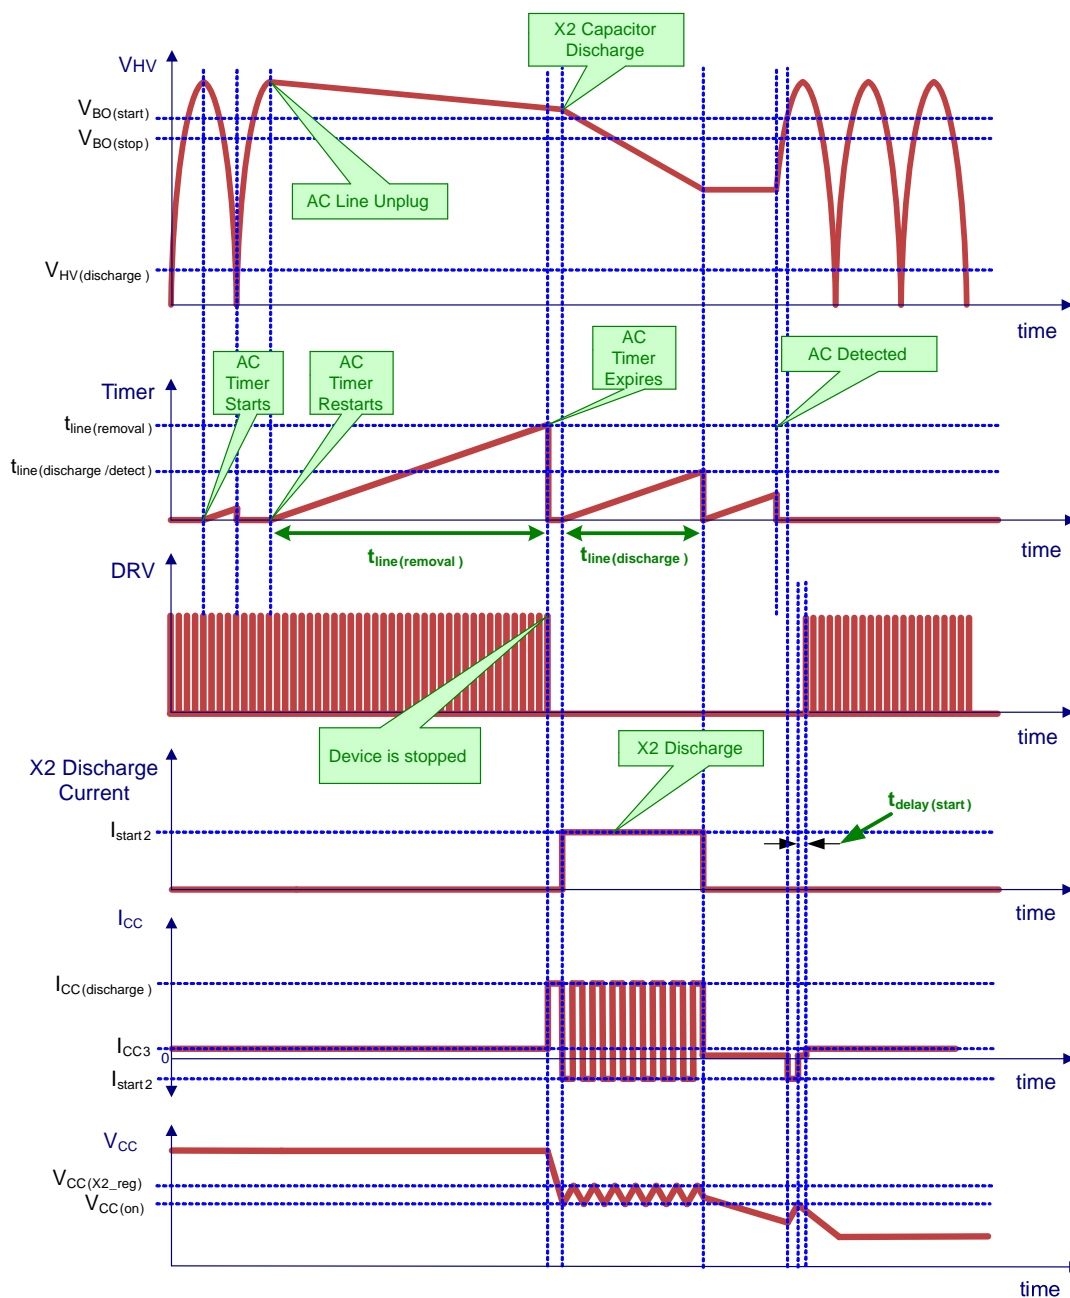 X2 Capacitor
Discharge
VHV
VBO(start)
VBO(stop)
AC Line Unplug
VHV(discharge )
time
AC
Timer
Starts
AC
Timer
Restarts
AC
Timer
Expires
AC Detected
Timer
tline(removal)
tline(discharge /detect)
time
tline(removal )
tline(discharge )
DRV
time
Device is stopped
X2 Discharge
X2 Discharge
Current
Istart2
tdelay(start)
time
ICC
ICC(discharge )
ICC3
0
Istart2
time
VCC
VCC(X2_reg)
VCC(on)
time